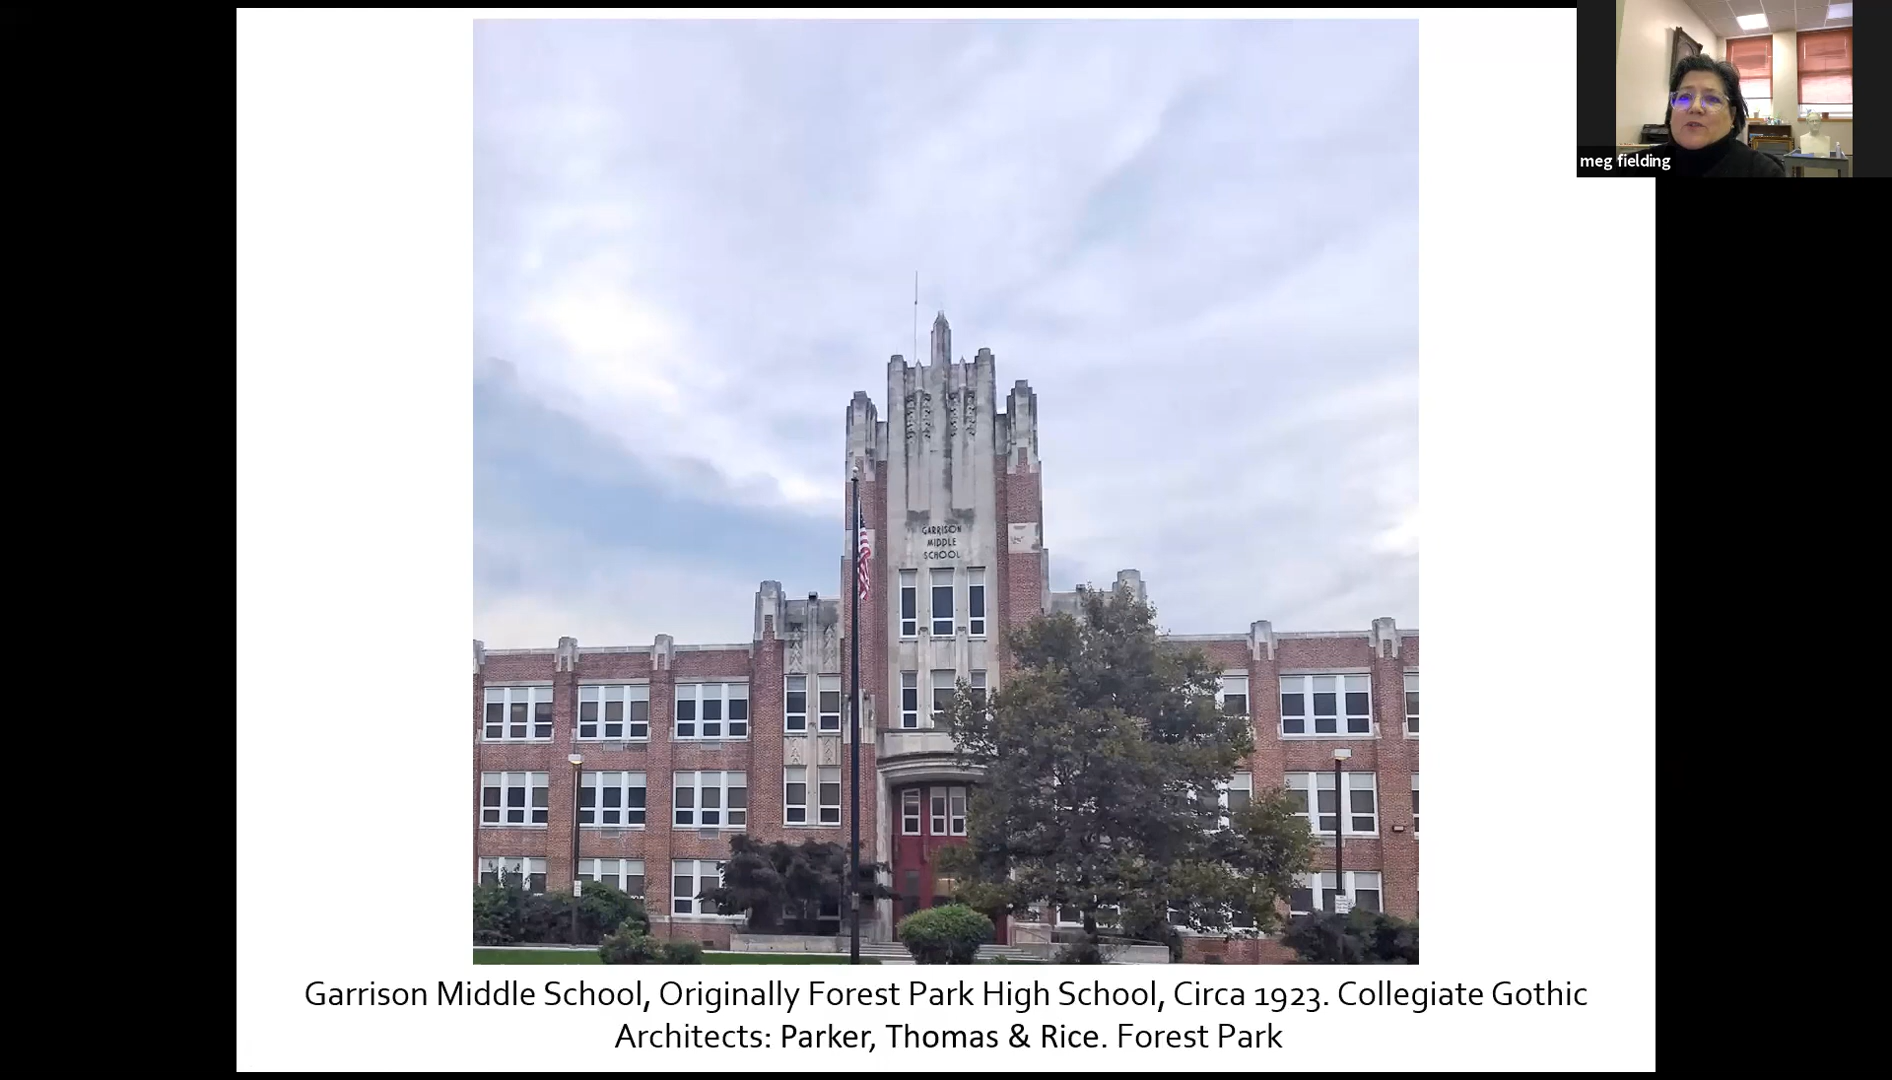 meg fielding
GARRISON
MIDDLE
SCHOOL
Garrison Middle School, Originally Forest Park High School, Circa 1923. Collegiate Gothic
Architects: Parker, Thomas & Rice. Forest Park